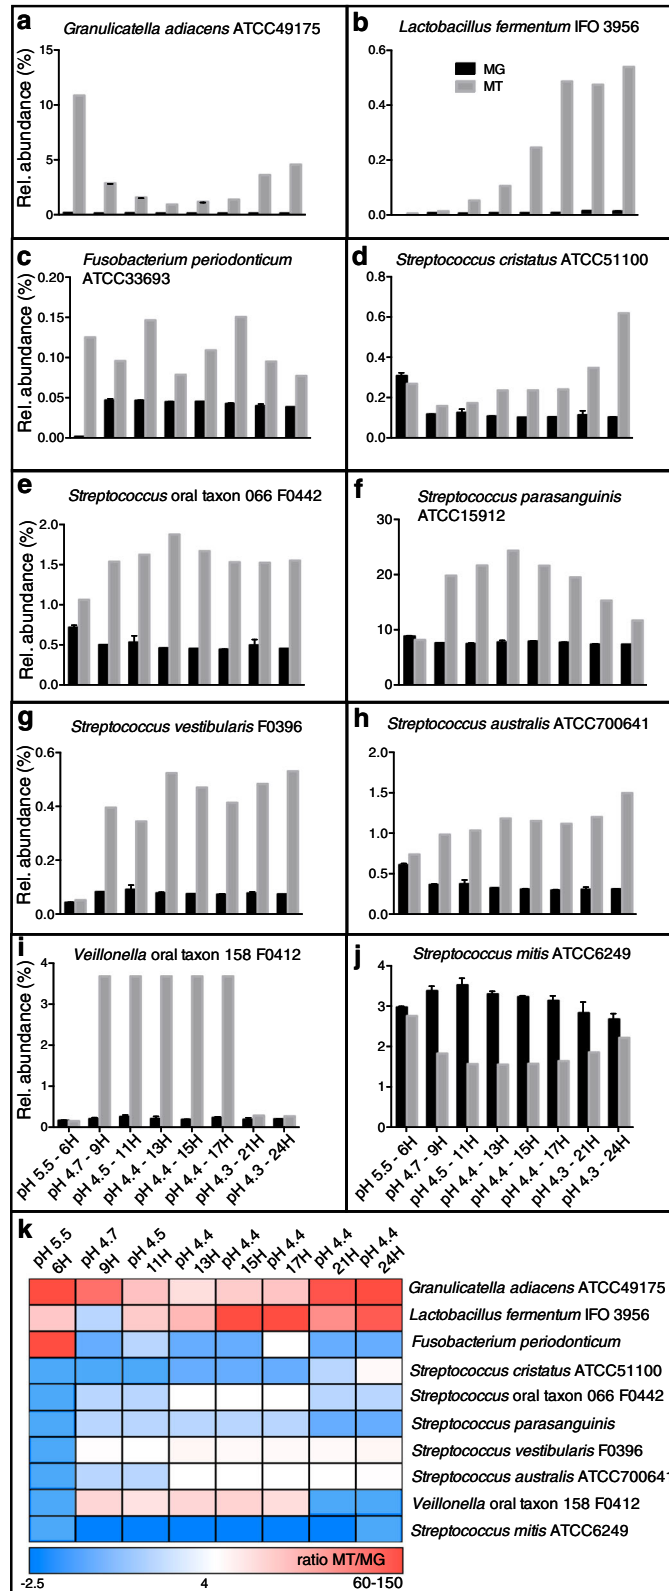 a
Granulicatella adiacens ATCC49175
Rel. abundance (%)
15
10
5
0
b
Lactobacillus fermentum IFO 3956
MG
MT
0.6
0.4
0.2
0.0
c
Fusobacterium periodonticum
ATCC33693
Rel. abundance (%)
0.20
0.15
0.10
0.05
0.00
d
Streptococcus cristatus ATCC51100
0.8
0.6
0.4
0.2
0.0
e
Streptococcus oral taxon 066 F0442
Rel. abundance (%)
2.0
1.5
1.0
0.5
0.0
f
Streptococcus parasanguinis
ATCC15912
30
20
10
0
g
Streptococcus vestibularis F0396
Rel. abundance (%)
0.6
0.4
0.2
0.0
h
Streptococcus australis ATCC700641
2.0
1.5
1.0
0.5
0.0
i
Veillonella oral taxon 158 F0412
Rel. abundance (%)
4
3
2
1
0
pH 5.5 - 6H
pH 4.7 - 9H
pH 4.5 - 11H
pH 4.4 - 13H
pH 4.4 - 15H
pH 4.4 - 17H
pH 4.3 - 21H
pH 4.3 - 24H
j
Streptococcus mitis ATCC6249
4
3
2
1
0
pH 5.5 - 6H
pH 4.7 - 9H
pH 4.5 - 11H
pH 4.4 - 13H
pH 4.4 - 15H
pH 4.4 - 17H
pH 4.3 - 21H
pH 4.3 - 24H
k
pH 5.5
6H
pH 4.7
9H
pH 4.5
11H
pH 4.4
13H
pH 4.4
15H
pH 4.4
17H
pH 4.4
21H
pH 4.4
24H
Granulicatella adiacens ATCC49175
Lactobacillus fermentum IFO 3956
Fusobacterium periodonticum
Streptococcus cristatus ATCC51100
Streptococcus oral taxon 066 F0442
Streptococcus parasanguinis
Streptococcus vestibularis F0396
Streptococcus australis ATCC700641
Veillonella oral taxon 158 F0412
Streptococcus mitis ATCC6249
ratio MT/MG
-2.5
4
60-150